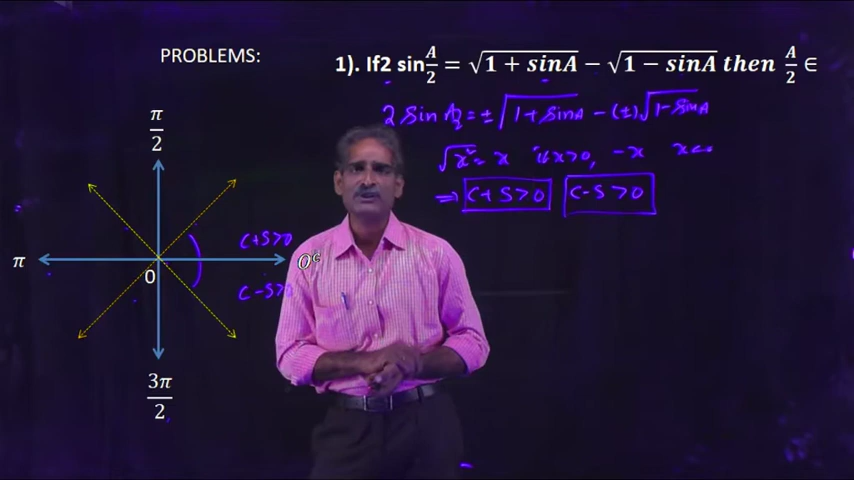 PROBLEMS:
1). If2 sin A/2 = √1 + sinA − √1 − sinA then A/2 ∈
2 Sin A/2 = ± √1 + SinA − (±) √1 - SinA
√x² = x if x>0, -x x<0
⇒ C+S>0 C-S>0
π/2
C+S>0
π
0
0ᶜ
C-S>0
3π/2